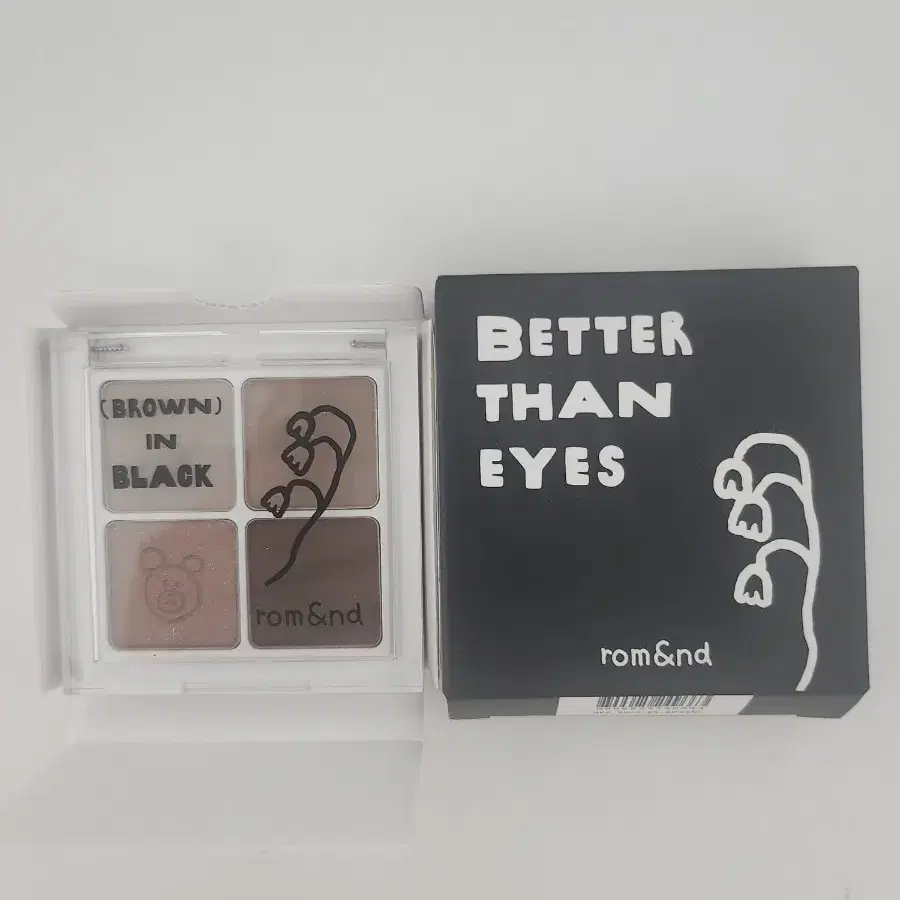 (BROWN)
IN
BLACK
rom&nd
BETTER
THAN
EYES
rom&nd